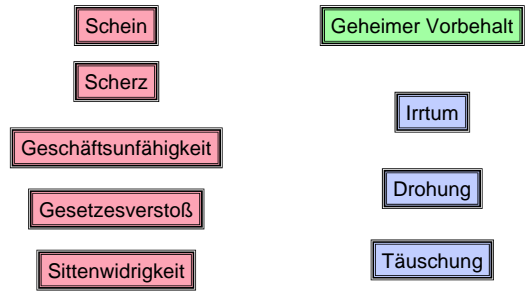 Schein
Scherz
Geschäftsunfähigkeit
Gesetzesverstoß
Sittenwidrigkeit
Geheimer Vorbehalt
Irrtum
Drohung
Täuschung